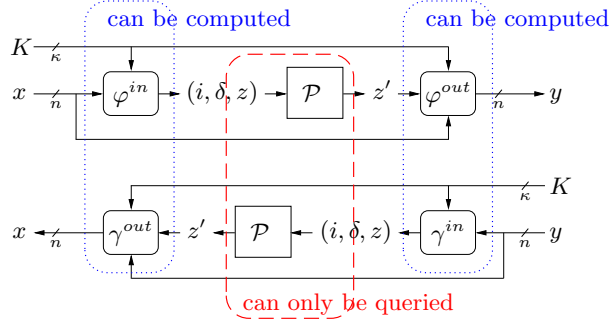 can be computed can be computed
K κ
x n φ^{in} (i, δ, z) 𝒫 z′ φ^{out} n y
κ K
x n γ^{out} z′ 𝒫 (i, δ, z) γ^{in} n y
can only be queried